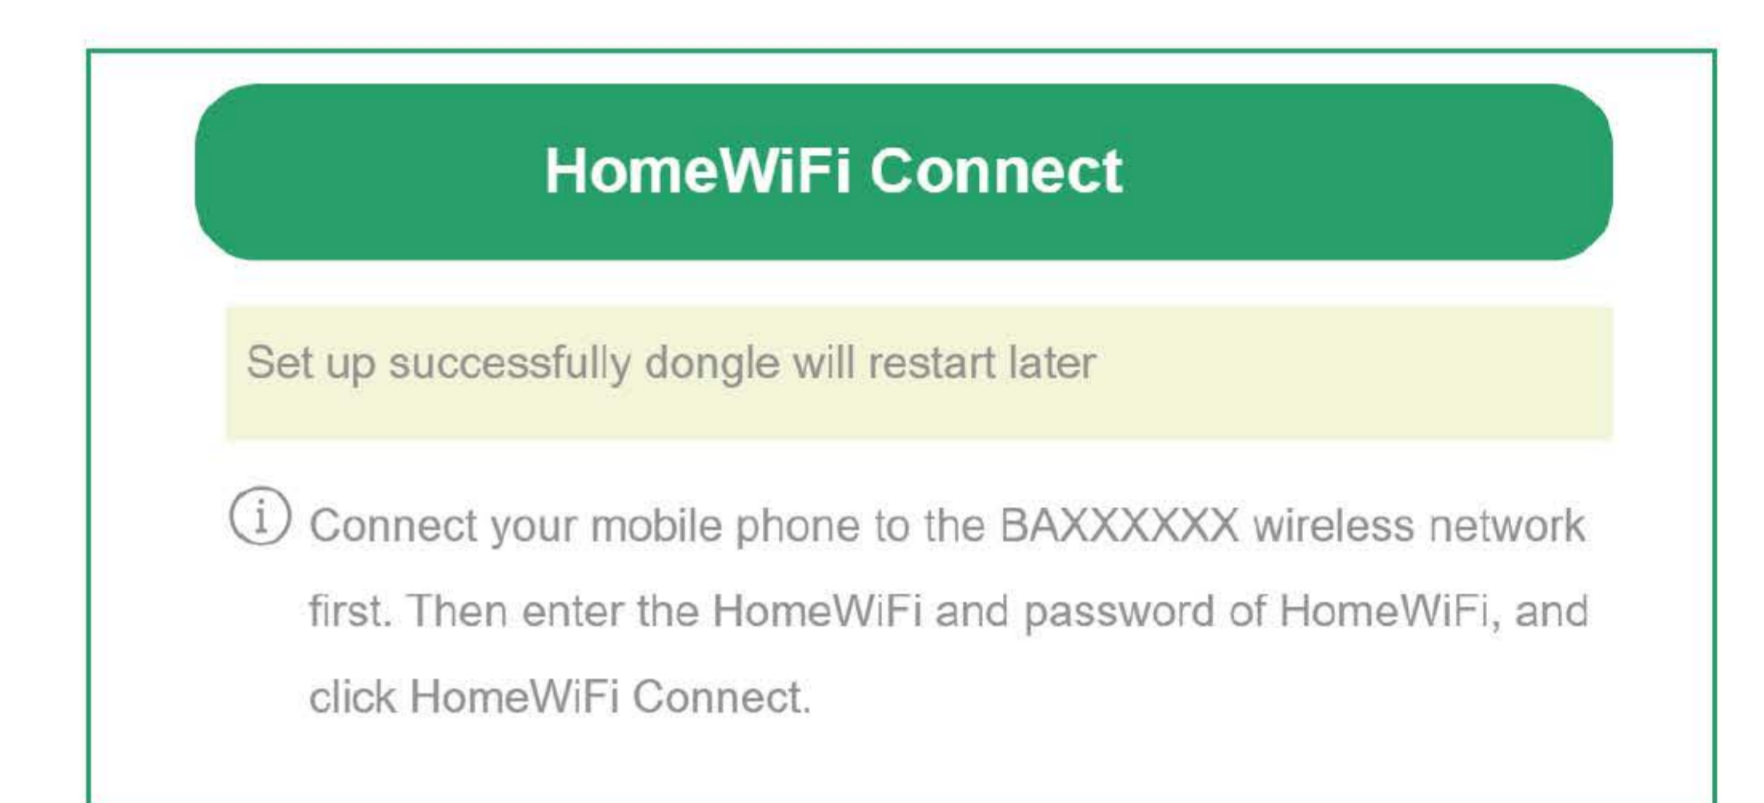 HomeWiFi Connect
Set up successfully dongle will restart later
i Connect your mobile phone to the BAXXXXXX wireless network
first. Then enter the HomeWiFi and password of HomeWiFi, and
click HomeWiFi Connect.